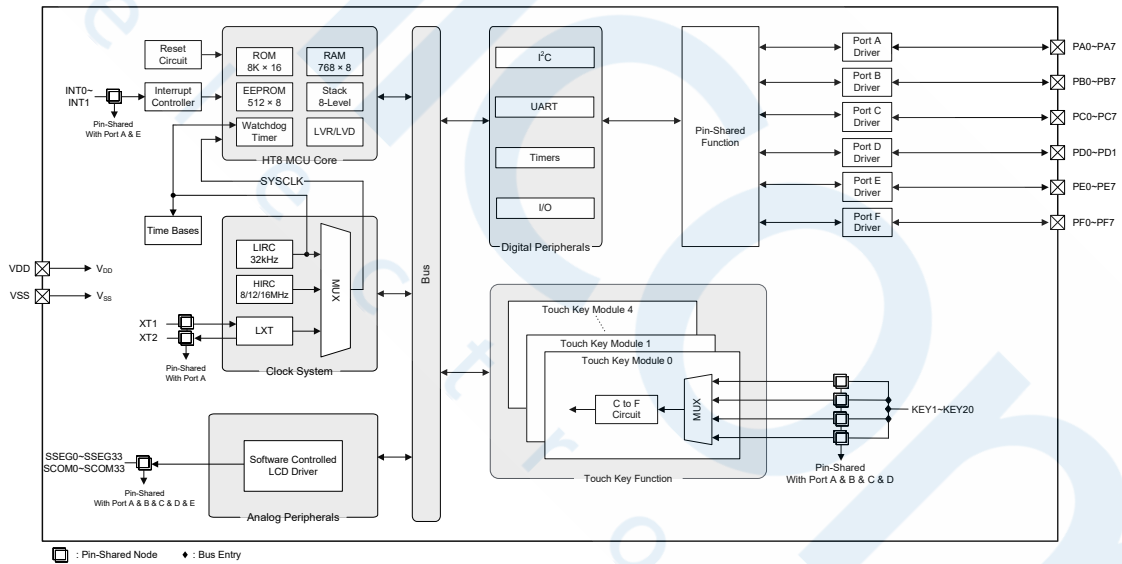 Reset
Circuit
INT0~
INT1
Interrupt
Controller
Pin-Shared
With Port A & E
ROM
8K × 16
RAM
768 × 8
EEPROM
512 × 8
Stack
8-Level
Watchdog
Timer
LVR/LVD
HT8 MCU Core
SYSCLK
Time Bases
LIRC
32kHz
HIRC
8/12/16MHz
LXT
MUX
Clock System
VDD
V_DD
VSS
V_SS
XT1
XT2
Pin-Shared
With Port A
SSEG0~SSEG33
SCOM0~SCOM33
Pin-Shared
With Port A & B & C & D & E
Software Controlled
LCD Driver
Analog Peripherals
Bus
I²C
UART
Timers
I/O
Digital Peripherals
Pin-Shared
Function
Port A
Driver
PA0~PA7
Port B
Driver
PB0~PB7
Port C
Driver
PC0~PC7
Port D
Driver
PD0~PD1
Port E
Driver
PE0~PE7
Port F
Driver
PF0~PF7
Touch Key Module 4
Touch Key Module 1
Touch Key Module 0
C to F
Circuit
MUX
KEY1~KEY20
Pin-Shared
With Port A & B & C & D
Touch Key Function
: Pin-Shared Node
: Bus Entry